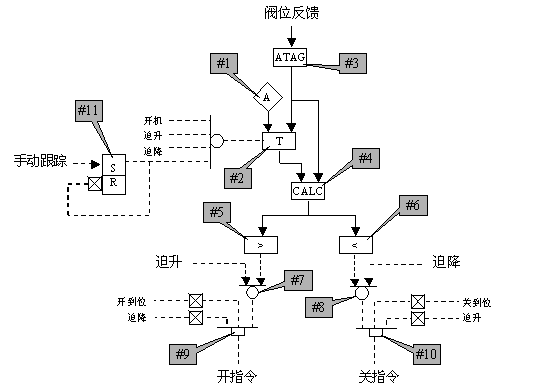 阀位反馈
#1
ATAG
#3
#11
A
开机
迫升
迫降
手动跟踪
S
R
T
#2
#4
CALC
#5
#6
>
<
迫升
迫降
#7
#8
开到位
迫降
关到位
迫升
#9
#10
开指令
关指令